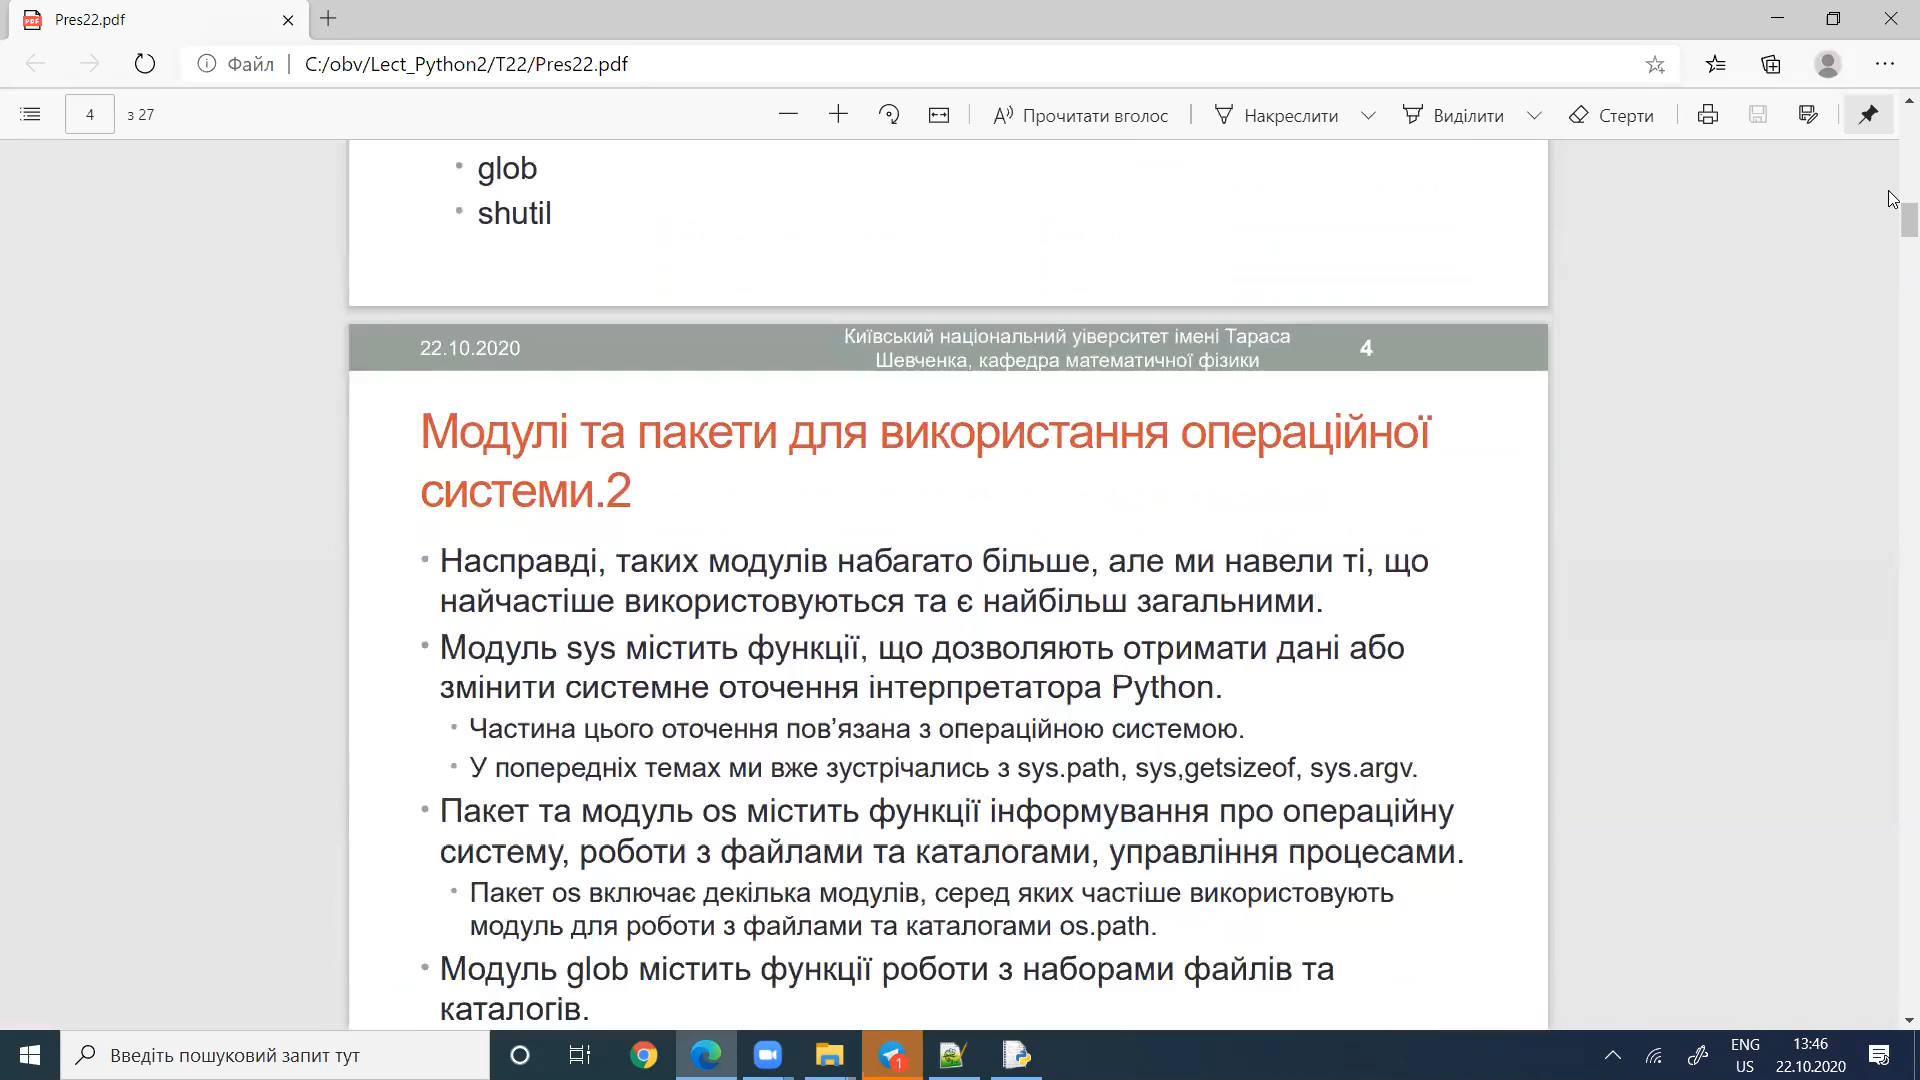 Pres22.pdf
Файл
C:/obv/Lect_Python2/T22/Pres22.pdf
4
з 27
Прочитати вголос
Накреслити
Виділити
Стерти
• glob
• shutil
22.10.2020
Київський національний уіверситет імені Тараса
Шевченка, кафедра математичної фізики
4
Модулі та пакети для використання операційної
системи.2
• Насправді, таких модулів набагато більше, але ми навели ті, що
найчастіше використовуються та є найбільш загальними.
• Модуль sys містить функції, що дозволяють отримати дані або
змінити системне оточення інтерпретатора Python.
• Частина цього оточення пов’язана з операційною системою.
• У попередніх темах ми вже зустрічались з sys.path, sys,getsizeof, sys.argv.
• Пакет та модуль os містить функції інформування про операційну
систему, роботи з файлами та каталогами, управління процесами.
• Пакет os включає декілька модулів, серед яких частіше використовують
модуль для роботи з файлами та каталогами os.path.
• Модуль glob містить функції роботи з наборами файлів та
каталогів.
Введіть пошуковий запит тут
1
ENG
US
13:46
22.10.2020